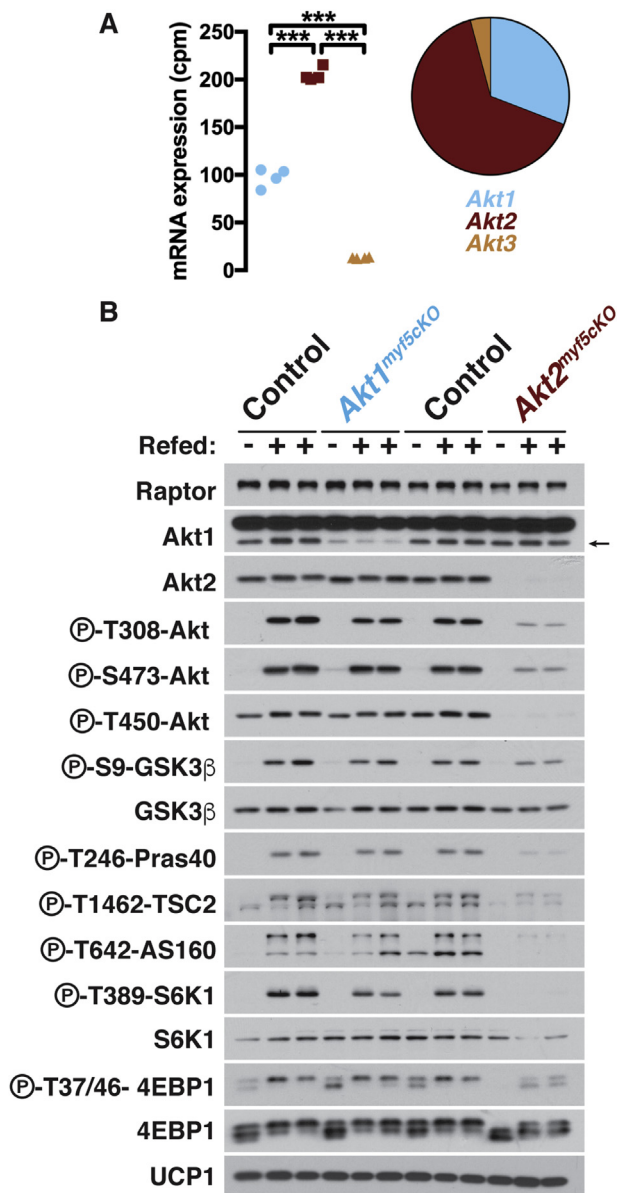 A
***
*** ***
mRNA expression (cpm)
250
200
150
100
50
0
Akt1
Akt2
Akt3
B
Control Akt1myf5cKO Control Akt2myf5cKO
Refed: - + + - + + - + + - + +
Raptor
Akt1
Akt2
Ⓟ-T308-Akt
Ⓟ-S473-Akt
Ⓟ-T450-Akt
Ⓟ-S9-GSK3β
GSK3β
Ⓟ-T246-Pras40
Ⓟ-T1462-TSC2
Ⓟ-T642-AS160
Ⓟ-T389-S6K1
S6K1
Ⓟ-T37/46- 4EBP1
4EBP1
UCP1